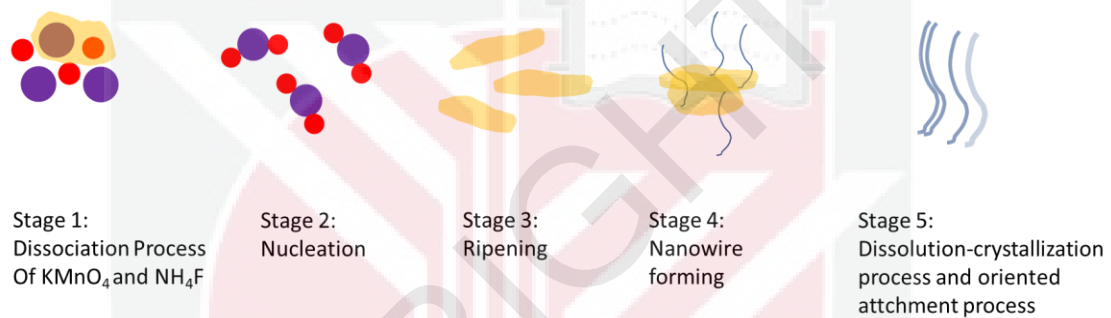 Stage 1:
Dissociation Process
Of KMnO₄ and NH₄F
Stage 2:
Nucleation
Stage 3:
Ripening
Stage 4:
Nanowire
forming
Stage 5:
Dissolution-crystallization
process and oriented
attchment process
RIGHT